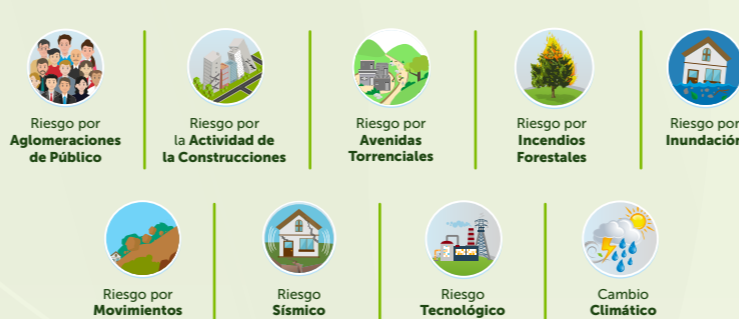 Riesgo por
Aglomeraciones
de Público
Riesgo por
la Actividad de
la Construcciones
Riesgo por
Avenidas
Torrenciales
Riesgo por
Incendios
Forestales
Riesgo por
Inundación
Riesgo por
Movimientos
Riesgo
Sísmico
Riesgo
Tecnológico
Cambio
Climático